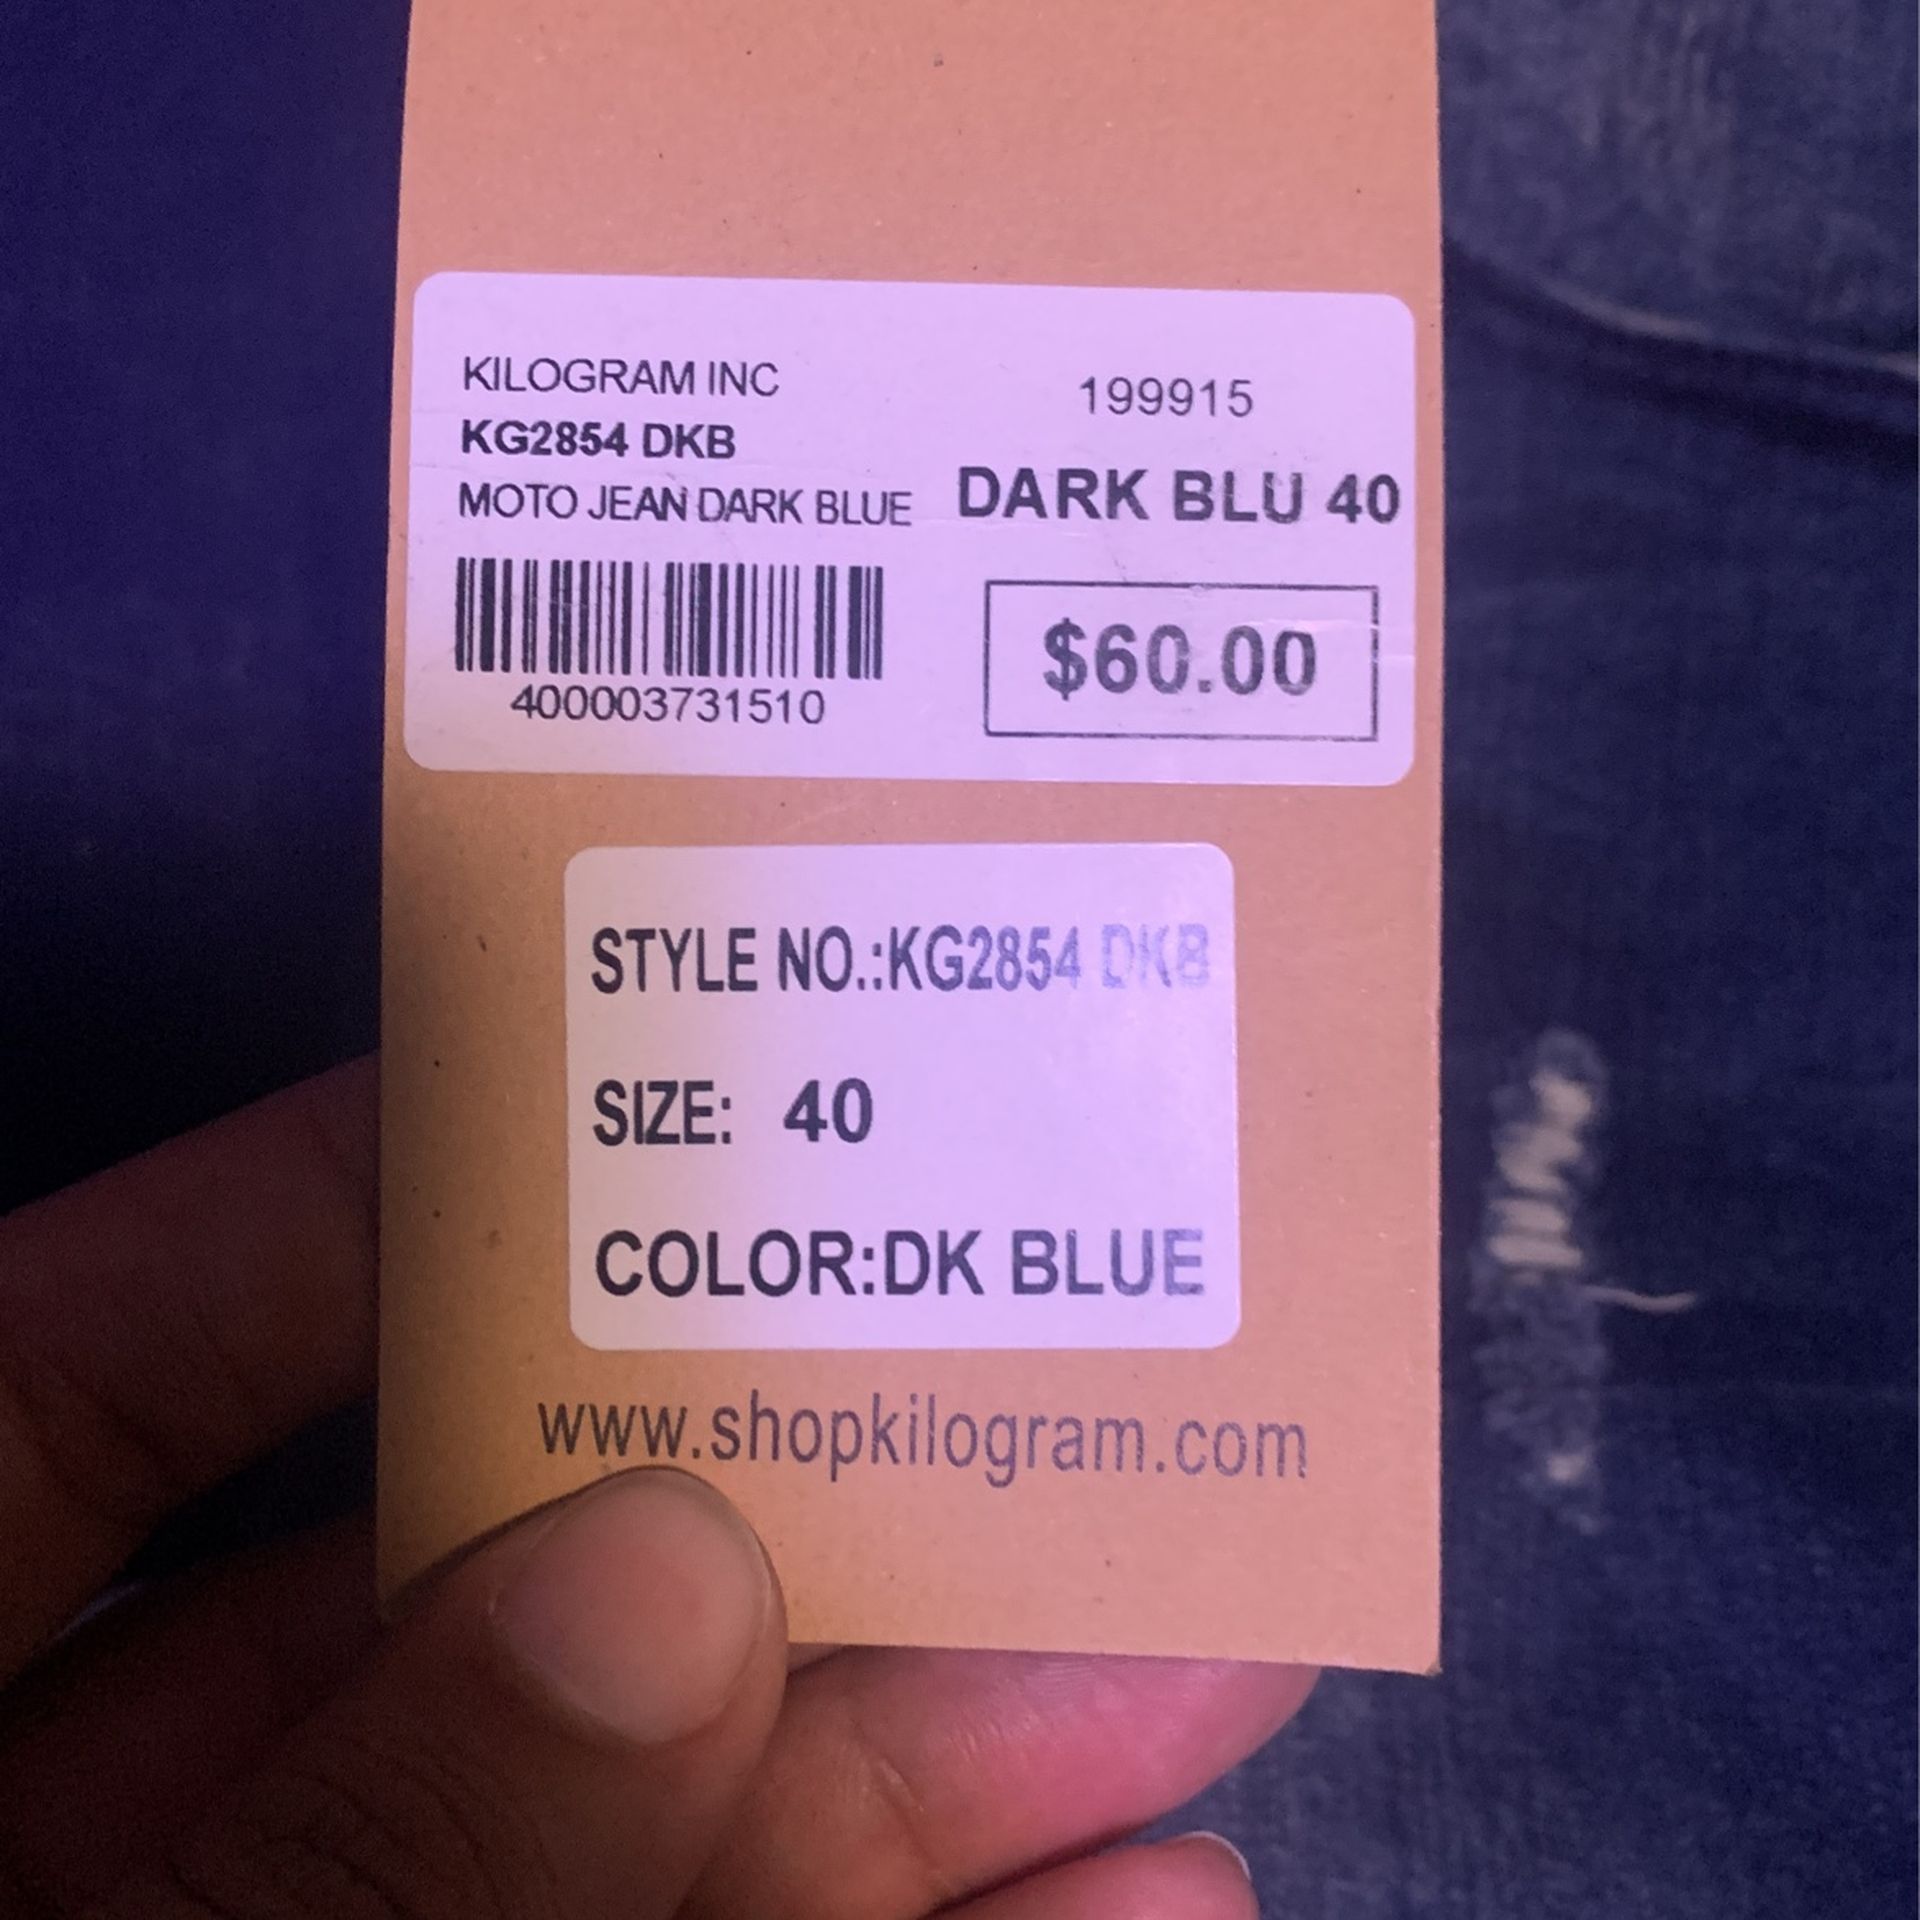 KILOGRAM INC
199915
KG2854 DKB
MOTO JEAN DARK BLUE
DARK BLU 40
400003731510
$60.00
STYLE NO.:KG2854 DKB
SIZE: 40
COLOR:DK BLUE
www.shopkilogram.com